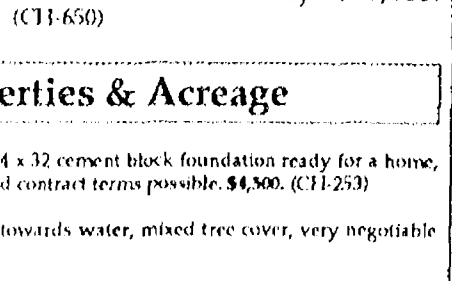 (CH-650)
erties & Acreage
4 x 32 cement block foundation ready for a home,
d contract terms possible. $4,500. (CH-253)
towards water, mixed tree cover, very negotiable